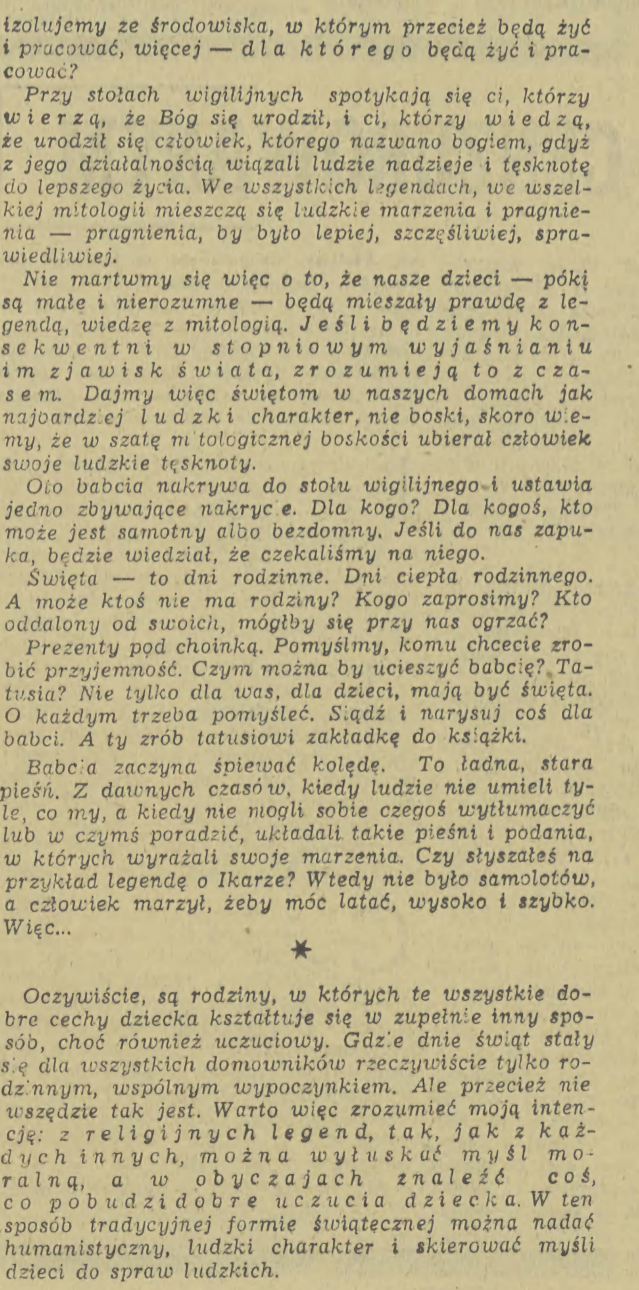 izolujemy ze środowiska, w którym przecież będą żyć
i pracować, więcej — dla którego będą żyć i pra-
cować?
Przy stołach wigilijnych spotykają się ci, którzy
wierzą, że Bóg się urodził, i ci, którzy wiedzą,
że urodził się człowiek, którego nazwano bogiem, gdyż
z jego działalnością wiązali ludzie nadzieje i tęsknotę
do lepszego życia. We wszystkich legendach, we wszel-
kiej mitologii mieszczą się ludzkie marzenia i pragnie-
nia — pragnienia, by było lepiej, szczęśliwiej, spra-
wiedliwiej.
Nie martwmy się więc o to, że nasze dzieci — póki
są małe i nierozumne — będą mieszały prawdę z le-
gendą, wiedzę z mitologią. Jeśli będziemy kon-
sekwentni w stopniowym wyjaśnianiu
im zjawisk świata, zrozumieją to z cza-
sem. Dajmy więc świętom w naszych domach jak
najbardziej ludzki charakter, nie boski, skoro wie-
my, że w szatę mitologicznej boskości ubierał człowiek
swoje ludzkie tęsknoty.
Oto babcia nakrywa do stołu wigilijnego i ustawia
jedno zbywające nakrycie. Dla kogo? Dla kogoś, kto
może jest samotny albo bezdomny. Jeśli do nas zapu-
ka, będzie wiedział, że czekaliśmy na niego.
Święta — to dni rodzinne. Dni ciepła rodzinnego.
A może ktoś nie ma rodziny? Kogo zaprosimy? Kto
oddalony od swoich, mógłby się przy nas ogrzać?
Prezenty pod choinką. Pomyślmy, komu chcecie zro-
bić przyjemność. Czym można by ucieszyć babcię? Ta-
tusia? Nie tylko dla was, dla dzieci, mają być święta.
O każdym trzeba pomyśleć. Siądź i narysuj coś dla
babci. A ty zrób tatusiowi zakładkę do książki.
Babcia zaczyna śpiewać kolędę. To ładna, stara
pieśń. Z dawnych czasów, kiedy ludzie nie umieli ty-
le, co my, a kiedy nie mogli sobie czegoś wytłumaczyć
lub w czymś poradzić, układali takie pieśni i podania,
w których wyrażali swoje marzenia. Czy słyszałeś na
przykład legendę o Ikarze? Wtedy nie było samolotów,
a człowiek marzył, żeby móc latać, wysoko i szybko.
Więc...
*
Oczywiście, są rodziny, w których te wszystkie do-
bre cechy dziecka kształtuje się w zupełnie inny spo-
sób, choć również uczuciowy. Gdzie dnie świąt stały
się dla wszystkich domowników rzeczywiście tylko ro-
dzinnym, wspólnym wypoczynkiem. Ale przecież nie
wszędzie tak jest. Warto więc zrozumieć moją inten-
cję: z religijnych legend, tak, jak z każ-
dych innych, można wyłuskać myśl mo-
ralną, a w obyczajach znaleźć coś,
co pobudzi dobre uczucia dziecka. W ten
sposób tradycyjnej formie świątecznej można nadać
humanistyczny, ludzki charakter i skierować myśli
dzieci do spraw ludzkich.